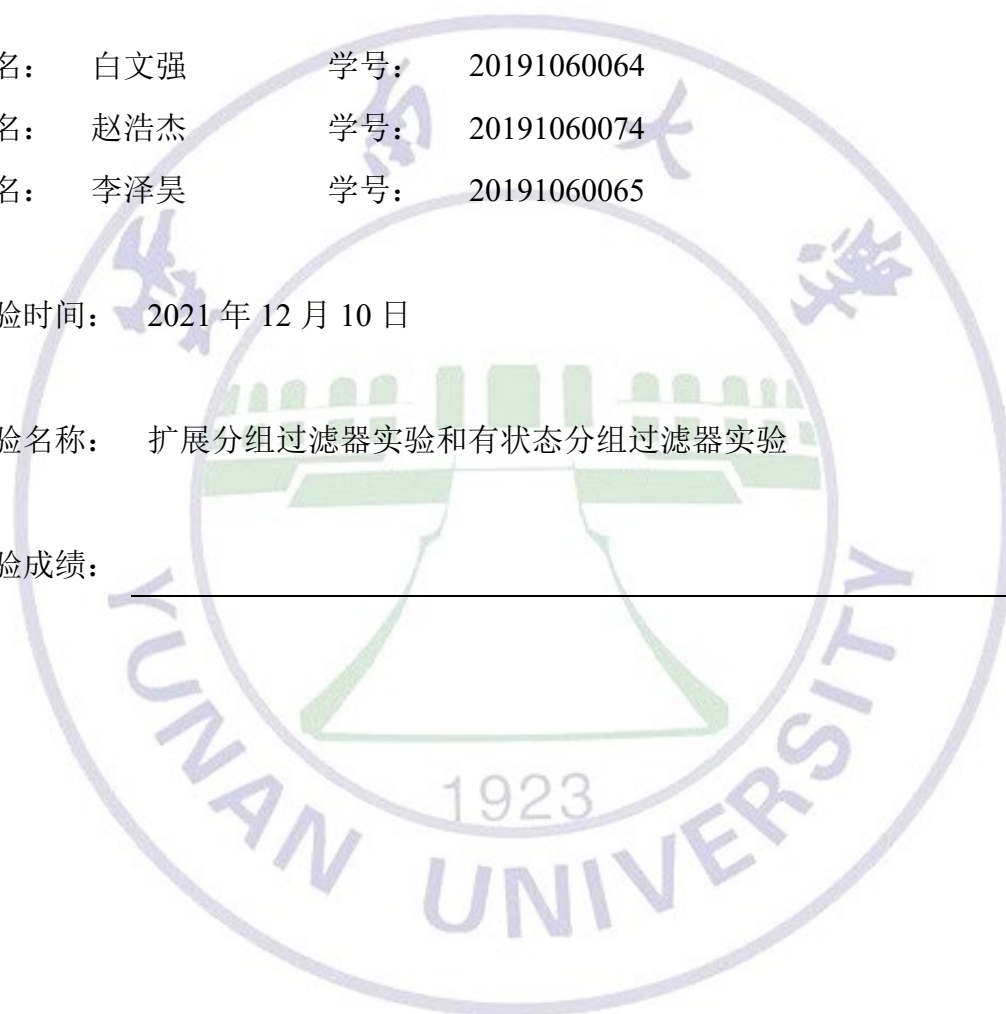 名： 白文强 学号： 20191060064
名： 赵浩杰 学号： 20191060074
名： 李泽昊 学号： 20191060065
验时间： 2021 年 12 月 10 日
验名称： 扩展分组过滤器实验和有状态分组过滤器实验
验成绩：
1923
YUNAN UNIVERSITY